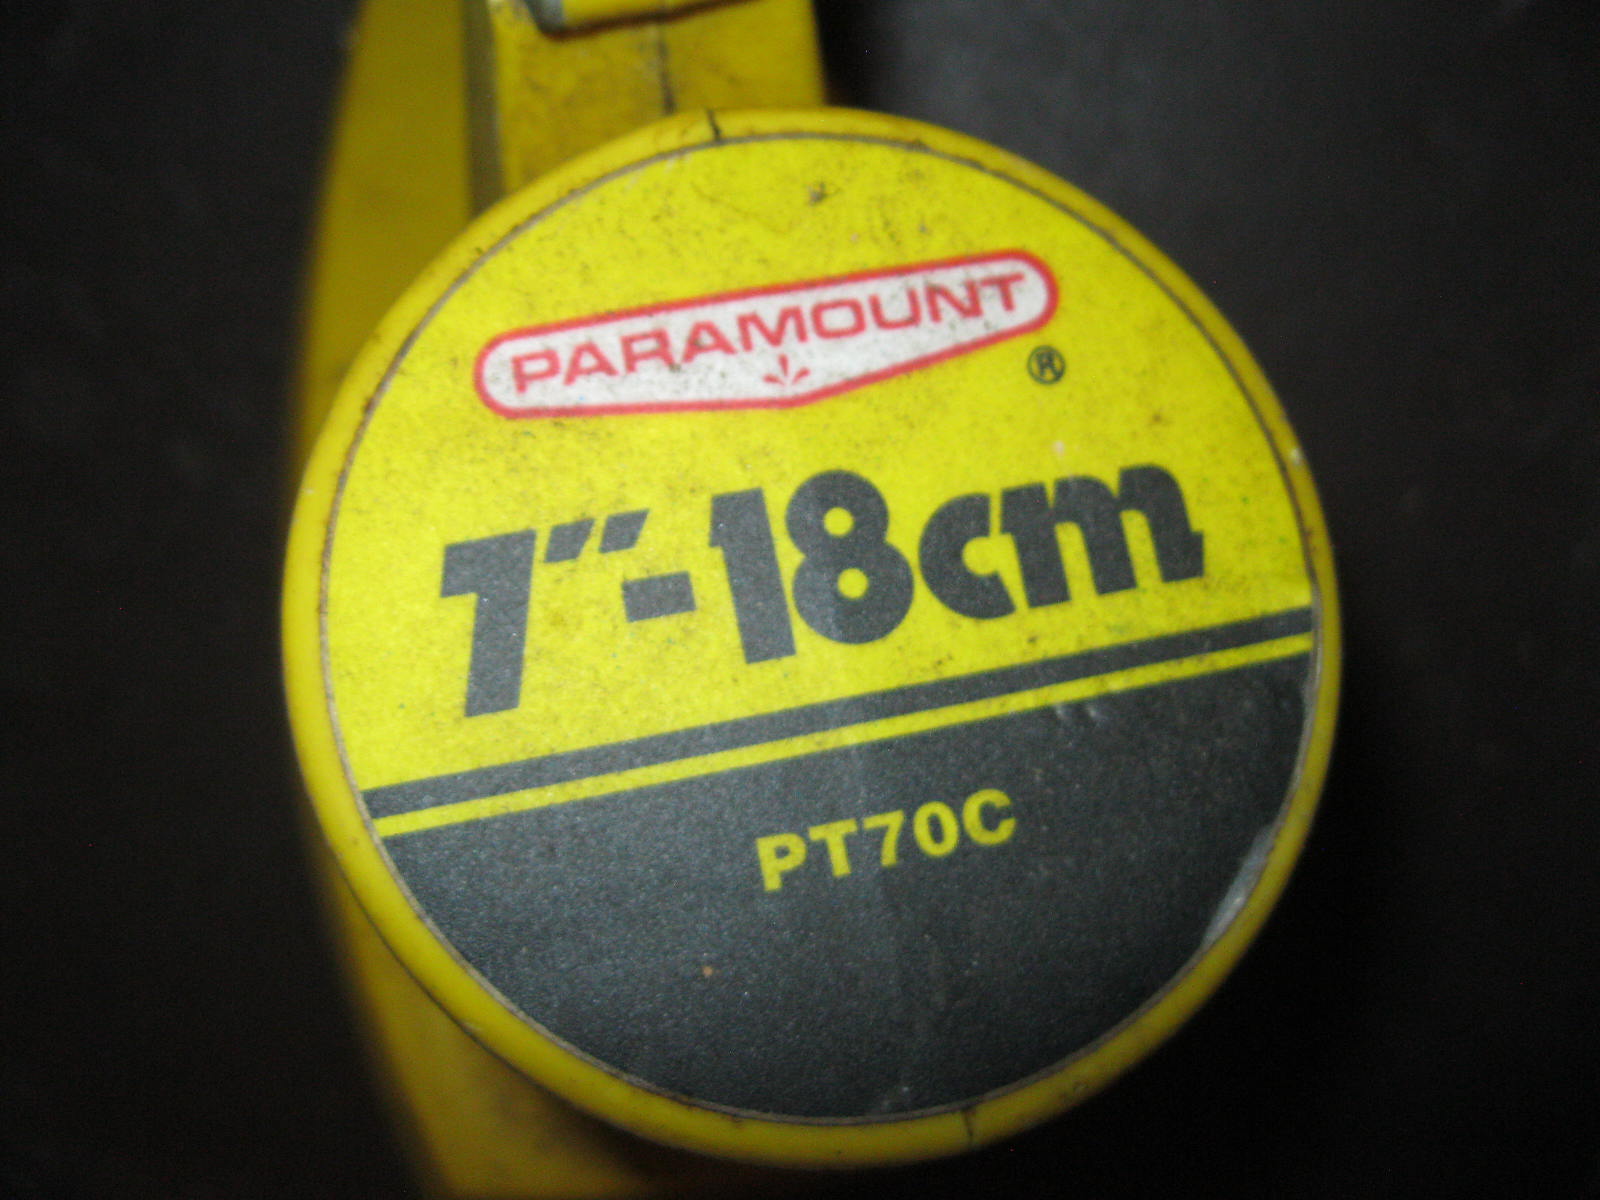 PARAMOUNT
®
7"-18cm
PT70C